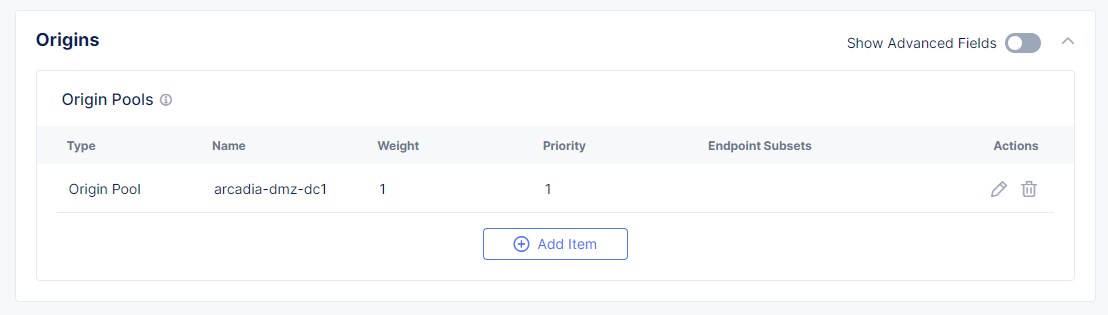 Origins
Show Advanced Fields
Origin Pools
Type Name Weight Priority Endpoint Subsets Actions
Origin Pool arcadia-dmz-dc1 1 1
Add Item